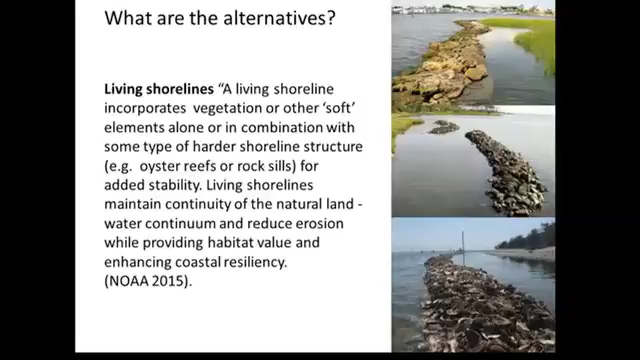 What are the alternatives?
Living shorelines “A living shoreline
incorporates vegetation or other ‘soft’
elements alone or in combination with
some type of harder shoreline structure
(e.g. oyster reefs or rock sills) for
added stability. Living shorelines
maintain continuity of the natural land -
water continuum and reduce erosion
while providing habitat value and
enhancing coastal resiliency.
(NOAA 2015).